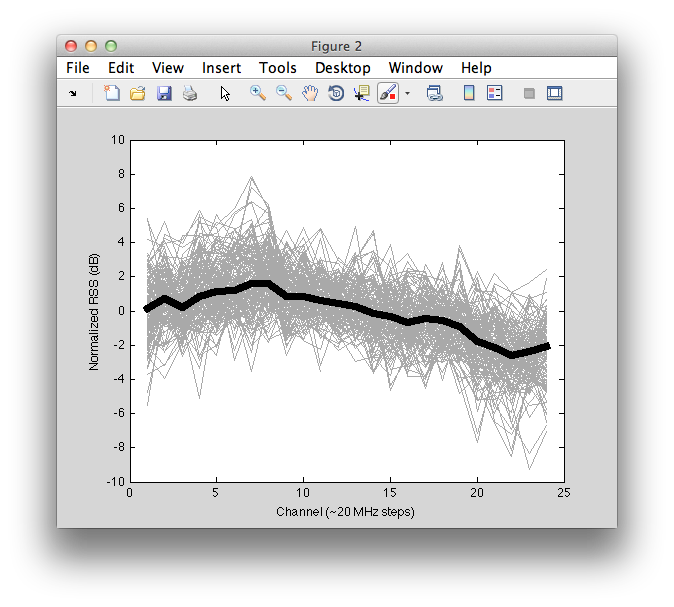 Figure 2
File Edit View Insert Tools Desktop Window Help
10
8
6
4
2
0
-2
-4
-6
-8
-10
Normalized RSS (dB)
0 5 10 15 20 25
Channel (~20 MHz steps)